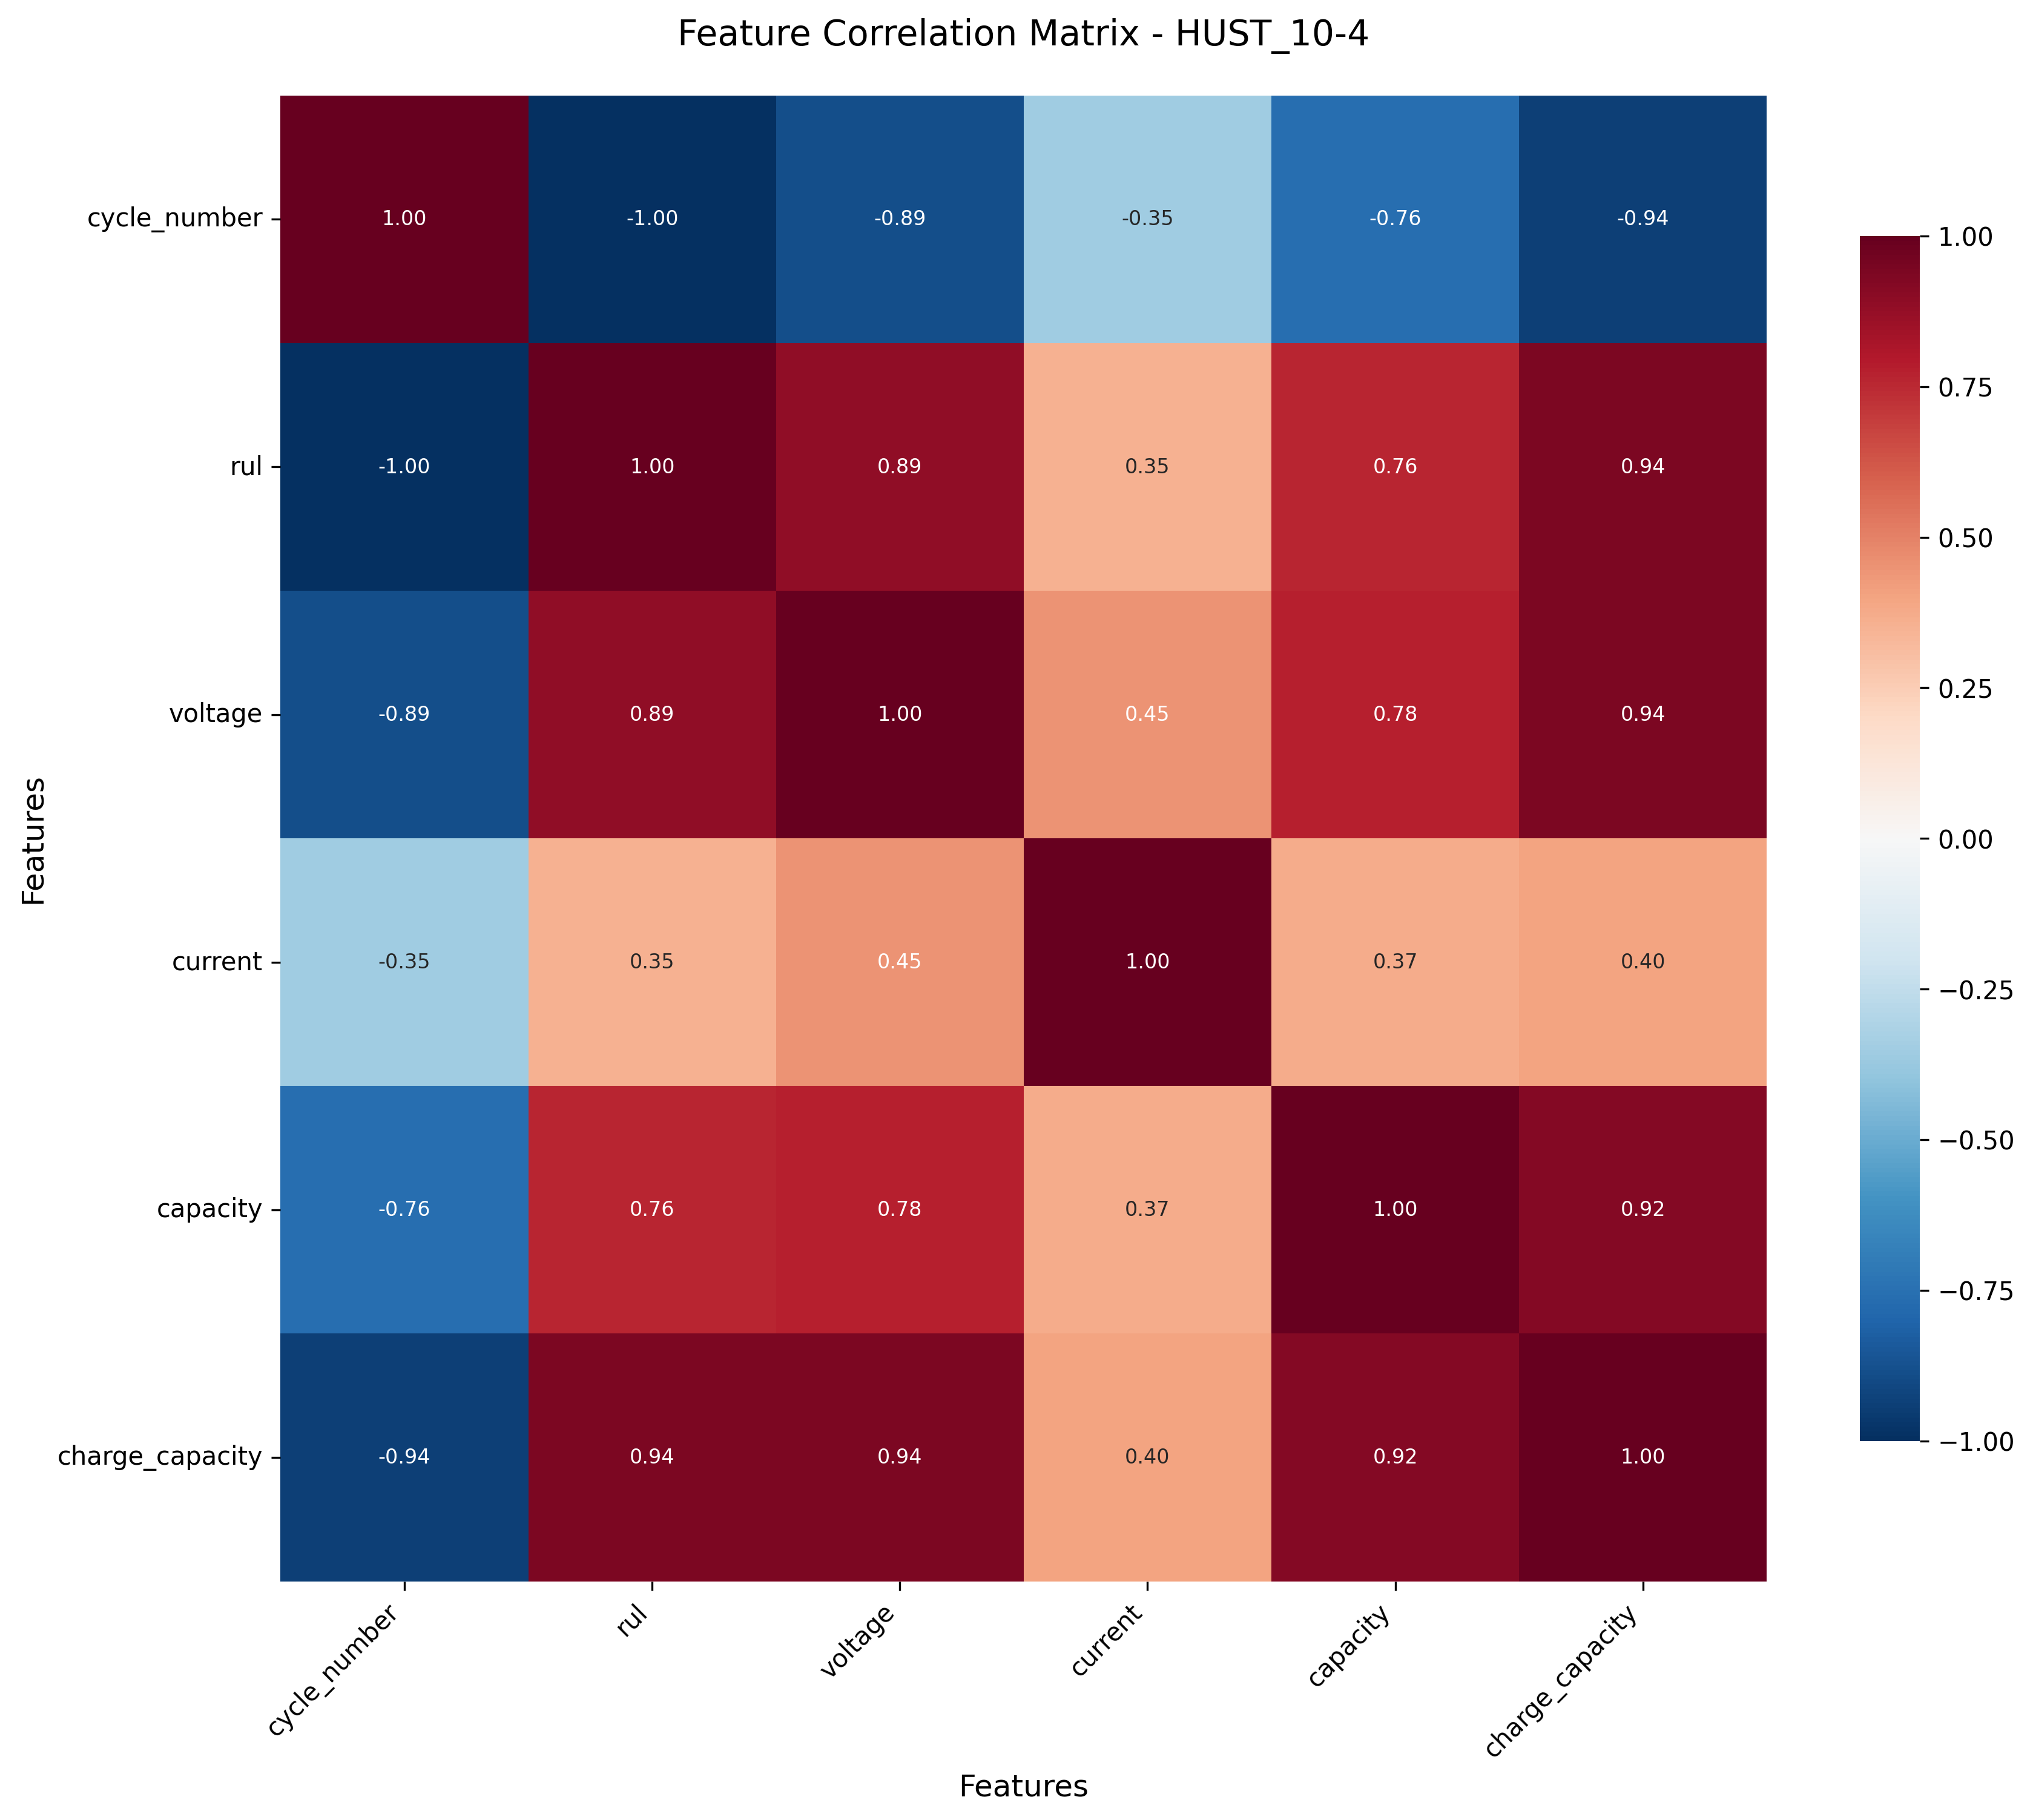 Feature Correlation Matrix - HUST_10-4
cycle_number 1.00 -1.00 -0.89 -0.35 -0.76 -0.94
rul -1.00 1.00 0.89 0.35 0.76 0.94
voltage -0.89 0.89 1.00 0.45 0.78 0.94
current -0.35 0.35 0.45 1.00 0.37 0.40
capacity -0.76 0.76 0.78 0.37 1.00 0.92
charge_capacity -0.94 0.94 0.94 0.40 0.92 1.00
Features
cycle_number rul voltage current capacity charge_capacity
Features
1.00
0.75
0.50
0.25
0.00
−0.25
−0.50
−0.75
−1.00